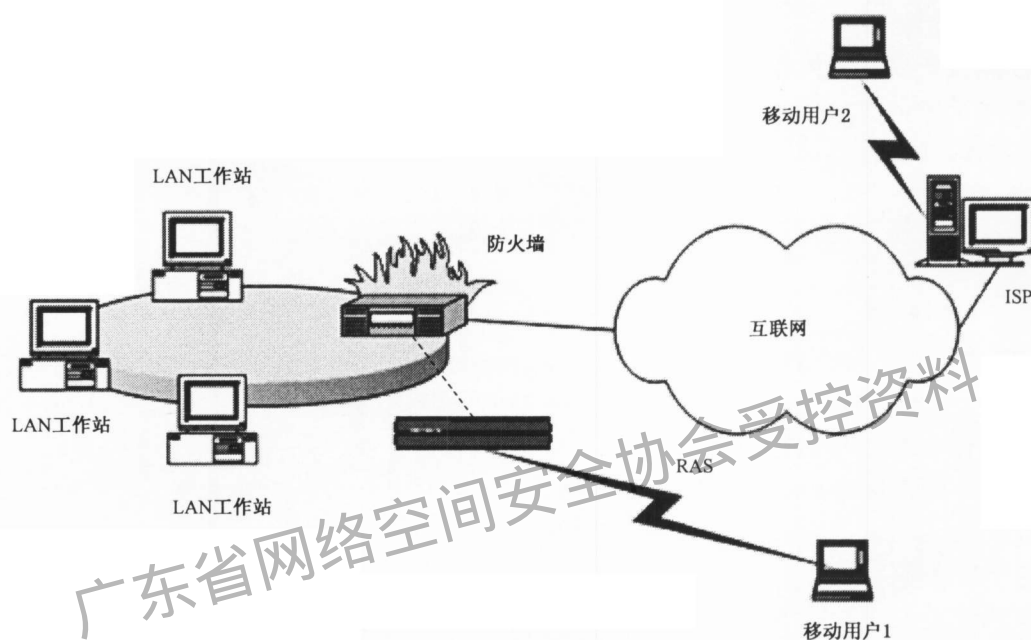 移动用户2
LAN工作站
防火墙
ISP
互联网
LAN工作站
RAS
LAN工作站
移动用户1
广东省网络空间安全协会受控资料